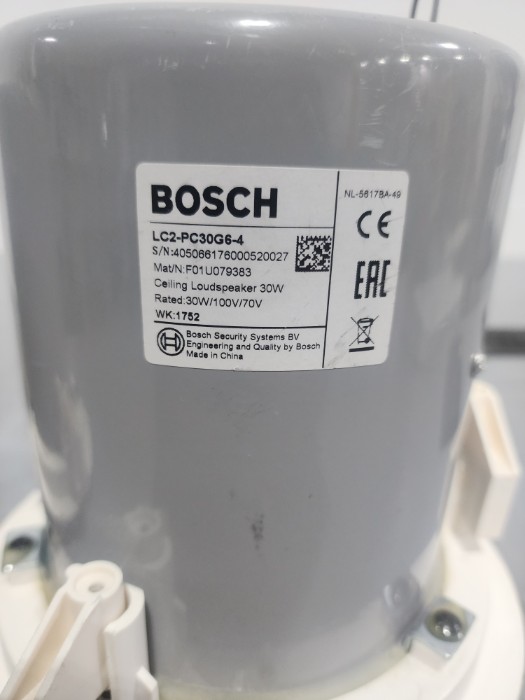 BOSCH
LC2-PC30G6-4
S/N:405066176000520027
Mat/N:F01U079383
Ceiling Loudspeaker 30W
Rated:30W/100V/70V
WK:1752
Bosch Security Systems BV
Engineering and Quality by Bosch
Made in China
NL-5617BA-49
CE
EAC